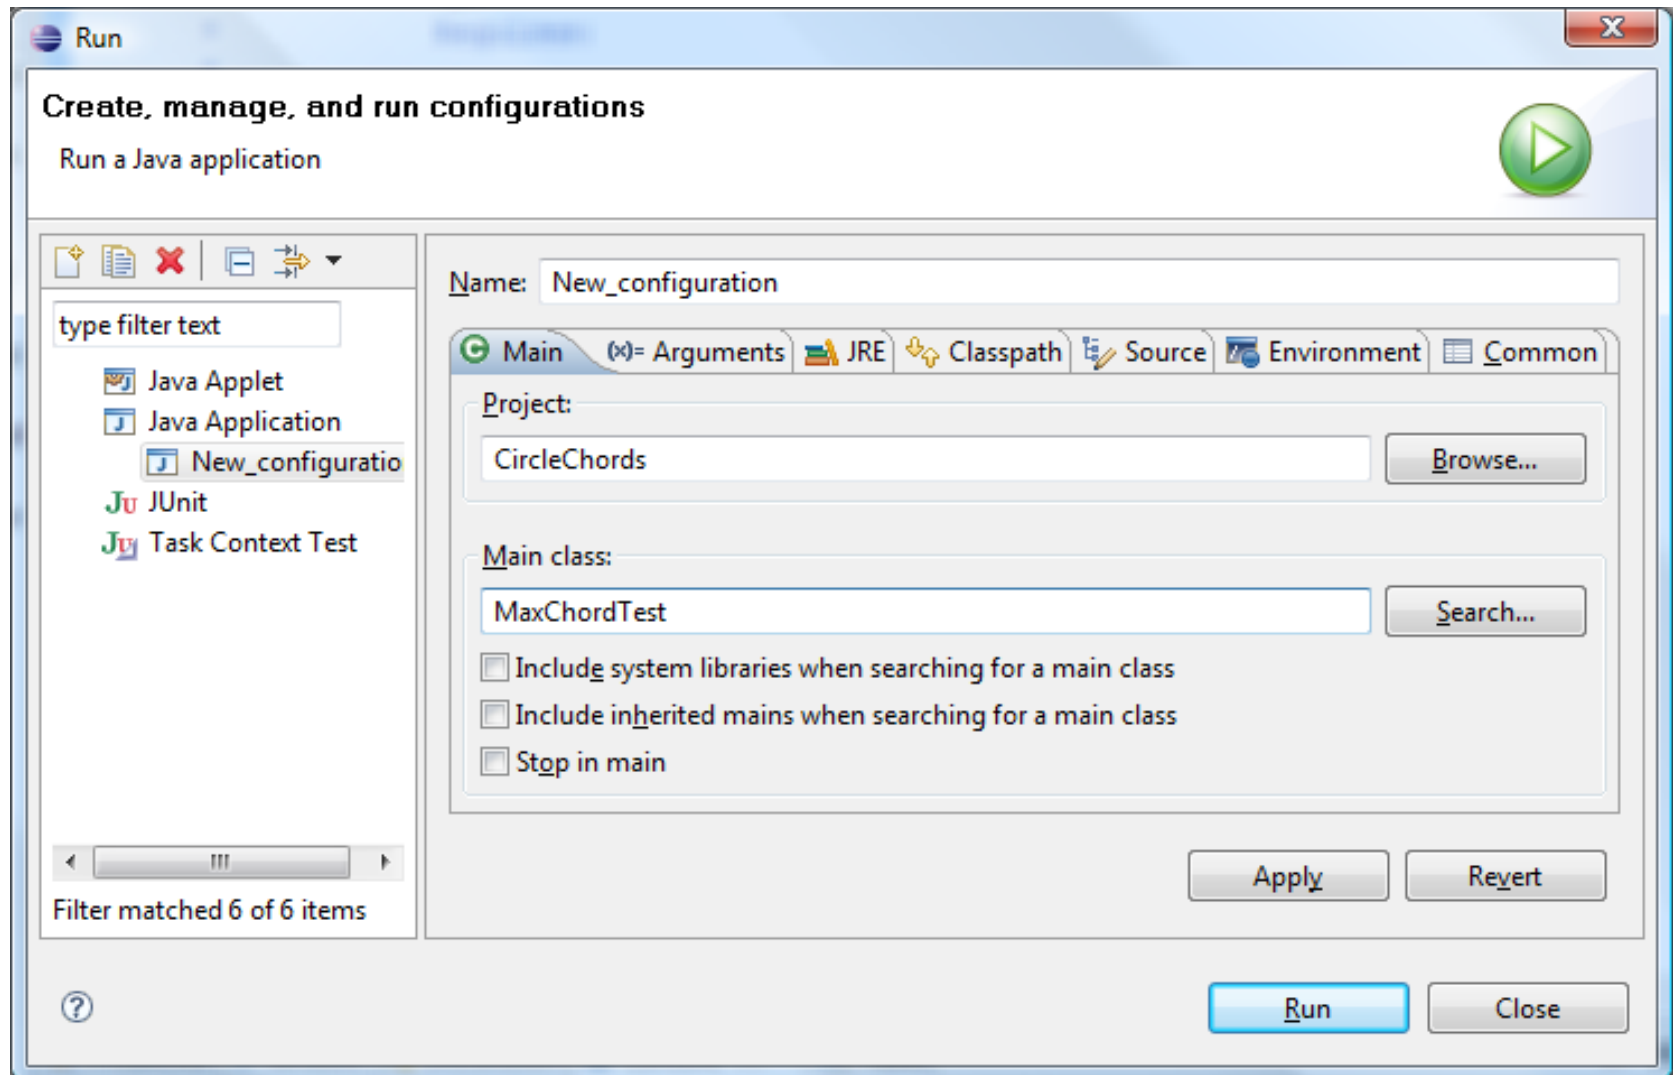 Run
Create, manage, and run configurations
Run a Java application
type filter text
Java Applet
Java Application
New_configuratio
JUnit
Task Context Test
Filter matched 6 of 6 items
Name: New_configuration
Main (x)= Arguments JRE Classpath Source Environment Common
Project:
CircleChords Browse...
Main class:
MaxChordTest Search...
Include system libraries when searching for a main class
Include inherited mains when searching for a main class
Stop in main
Apply Revert
Run Close